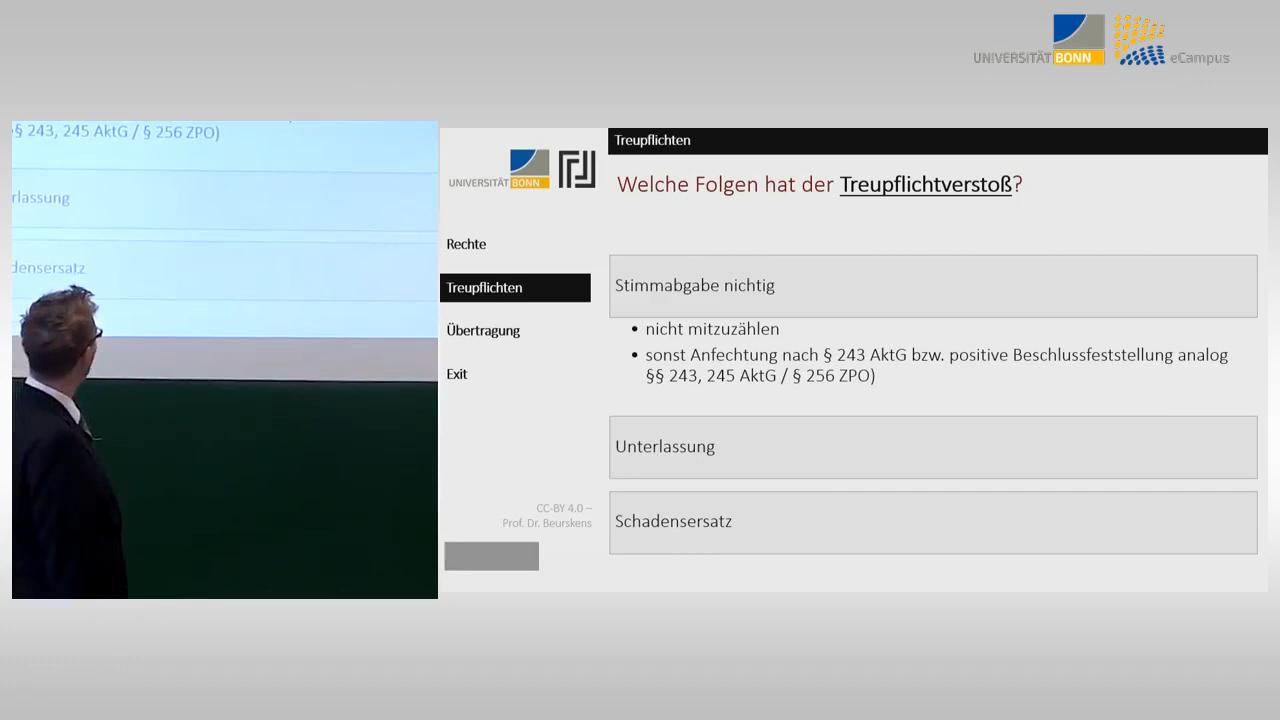 UNIVERSITÄT BONN eCampus
§ 243, 245 AktG / § 256 ZPO)
rlassung
densersatz
UNIVERSITÄT BONN
Rechte
Treupflichten
Übertragung
Exit
CC-BY 4.0 –
Prof. Dr. Beurskens
Treupflichten
Welche Folgen hat der Treupflichtverstoß?
Stimmabgabe nichtig
• nicht mitzuzählen
• sonst Anfechtung nach § 243 AktG bzw. positive Beschlussfeststellung analog
§§ 243, 245 AktG / § 256 ZPO)
Unterlassung
Schadensersatz